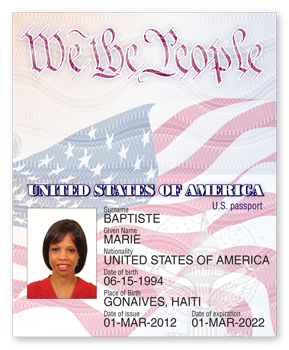 We the People
UNITED STATES OF AMERICA
U.S. passport
Surname
BAPTISTE
Given Name
MARIE
Nationality
UNITED STATES OF AMERICA
Date of birth
06-15-1994
Place of Birth
GONAIVES, HAITI
Date of issue Date of expiration
01-MAR-2012 01-MAR-2022